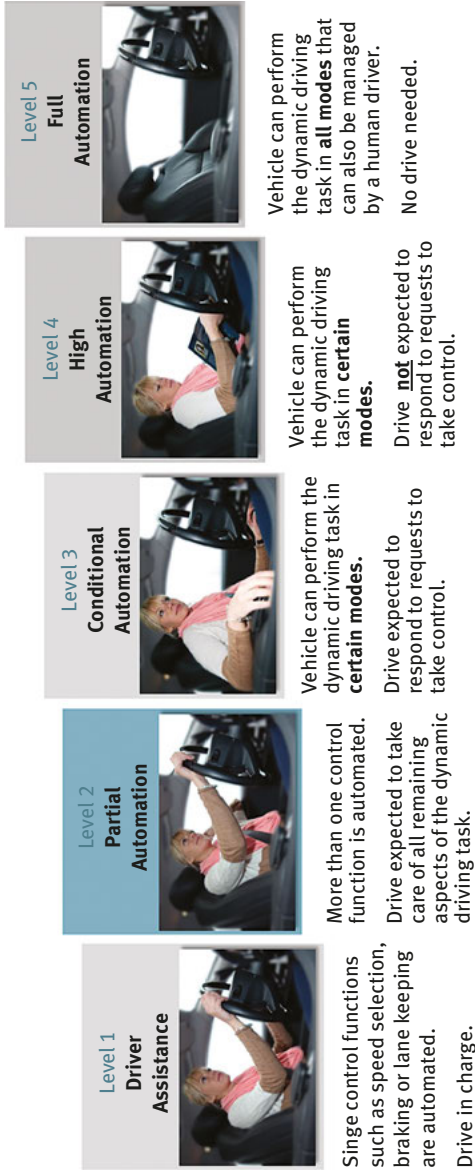 Level 1
Driver
Assistance
Singe control functions
such as speed selection,
braking or lane keeping
are automated.
Drive in charge.
Level 2
Partial
Automation
More than one control
function is automated.
Drive expected to take
care of all remaining
aspects of the dynamic
driving task.
Level 3
Conditional
Automation
Vehicle can perform the
dynamic driving task in
certain modes.
Drive expected to
respond to requests to
take control.
Level 4
High
Automation
Vehicle can perform
the dynamic driving
task in certain
modes.
Drive not expected to
respond to requests to
take control.
Level 5
Full
Automation
Vehicle can perform
the dynamic driving
task in all modes that
can also be managed
by a human driver.
No drive needed.